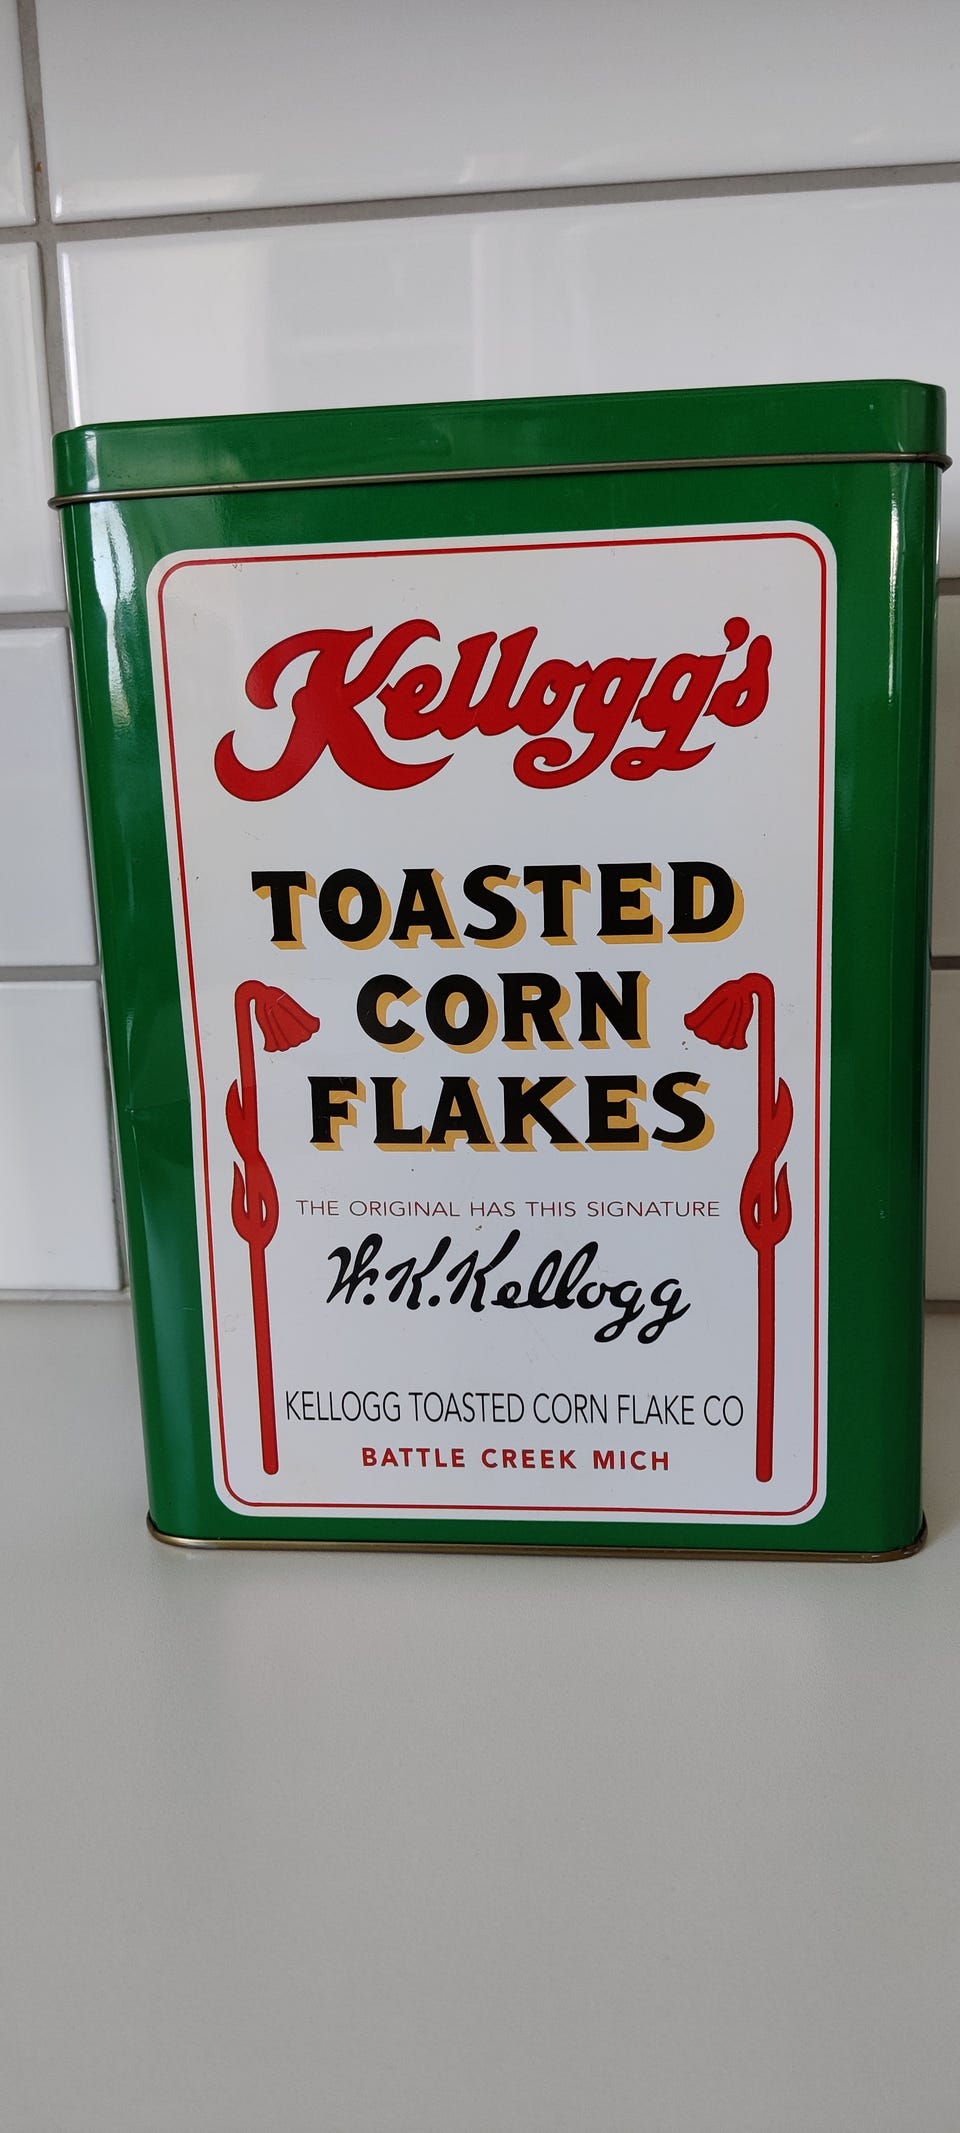 Kellogg's
TOASTED
CORN
FLAKES
THE ORIGINAL HAS THIS SIGNATURE
W.K.Kellogg
KELLOGG TOASTED CORN FLAKE CO
BATTLE CREEK MICH